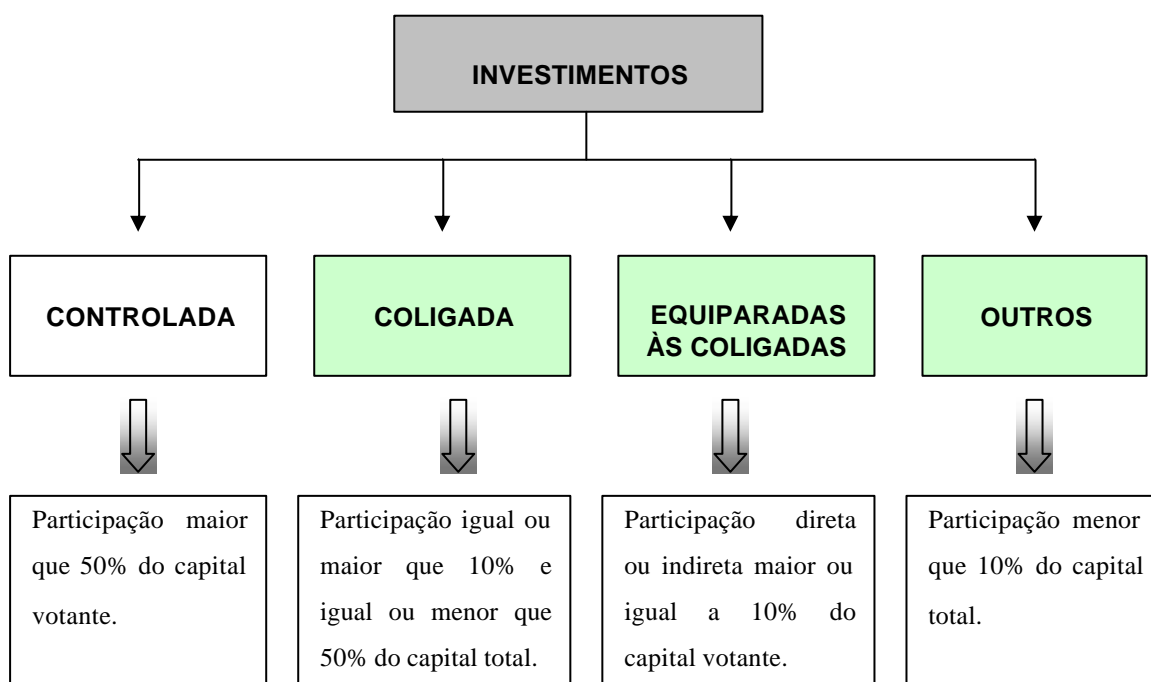 INVESTIMENTOS
CONTROLADA
COLIGADA
EQUIPARADAS
ÀS COLIGADAS
OUTROS
Participação maior
que 50% do capital
votante.
Participação igual ou
maior que 10% e
igual ou menor que
50% do capital total.
Participação direta
ou indireta maior ou
igual a 10% do
capital votante.
Participação menor
que 10% do capital
total.